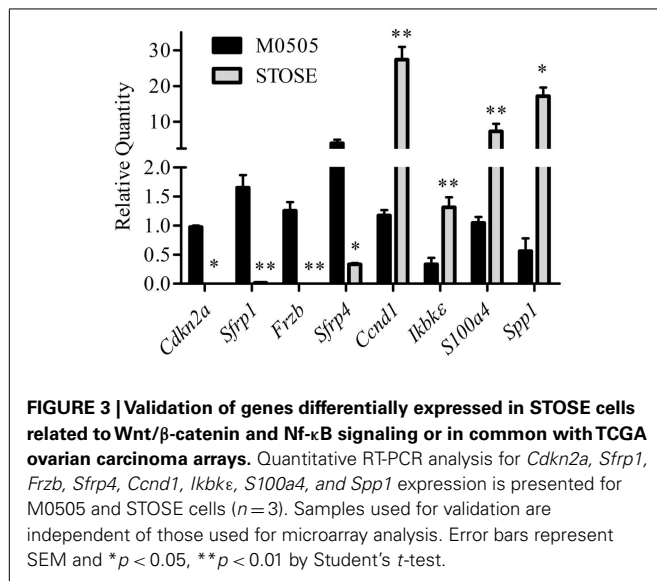 M0505
STOSE
Relative Quantity
30
20
10
2.0
1.5
1.0
0.5
0.0
*
**
**
*
**
**
**
*
Cdkn2a
Sfrp1
Frzb
Sfrp4
Ccnd1
Ikbkε
S100a4
Spp1
FIGURE 3 | Validation of genes differentially expressed in STOSE cells
related to Wnt/β-catenin and Nf-κB signaling or in common with TCGA
ovarian carcinoma arrays. Quantitative RT-PCR analysis for Cdkn2a, Sfrp1,
Frzb, Sfrp4, Ccnd1, Ikbkε, S100a4, and Spp1 expression is presented for
M0505 and STOSE cells (n = 3). Samples used for validation are
independent of those used for microarray analysis. Error bars represent
SEM and *p < 0.05, **p < 0.01 by Student's t-test.